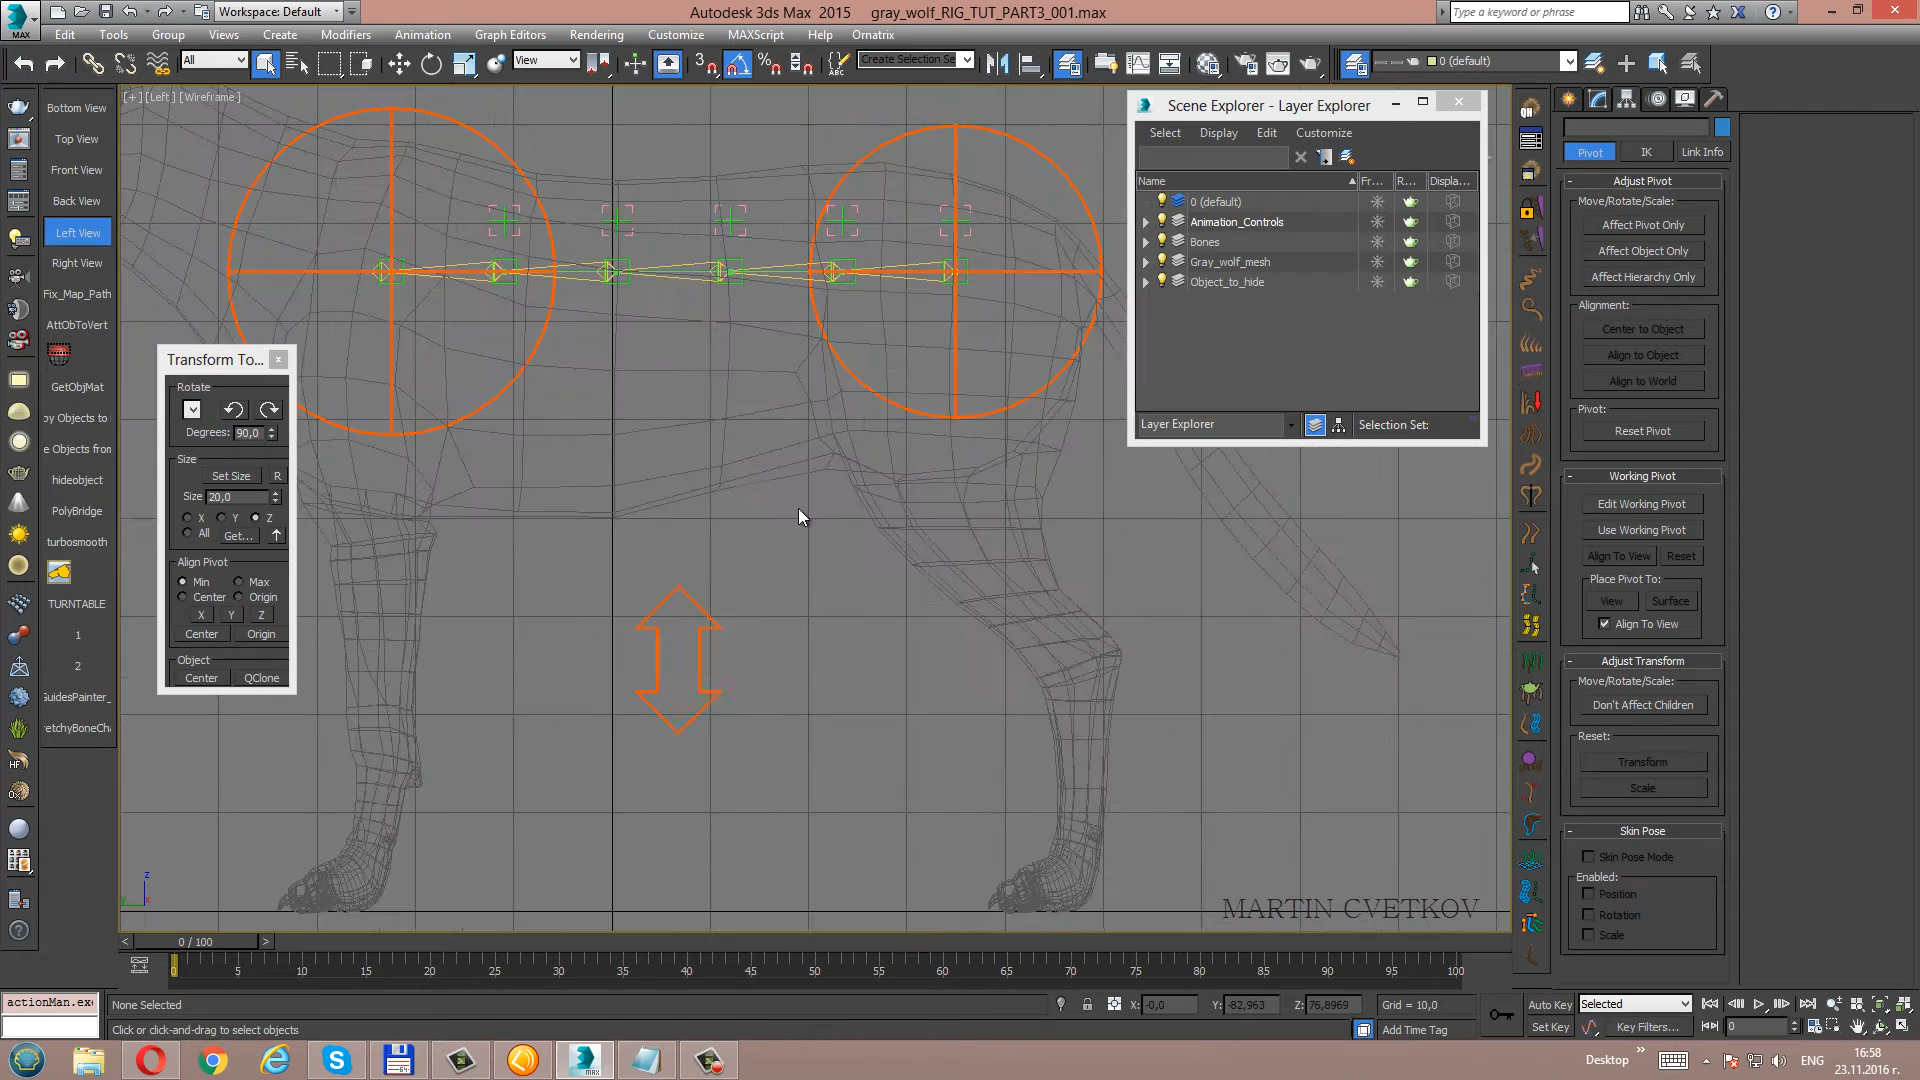 Workspace: Default
Autodesk 3ds Max 2015 gray_wolf_RIG_TUT_PART3_001.max
Type a keyword or phrase
MAX
Edit Tools Group Views Create Modifiers Animation Graph Editors Rendering Customize MAXScript Help Ornatrix
All
View
Create Selection Se
0 (default)
[+] [Left] [Wireframe]
Bottom View
Top View
Front View
Back View
Left View
Right View
Fix_Map_Path
AttObToVert
GetObjMat
py Objects to
e Objects from
hideobject
PolyBridge
turbosmooth
TURNTABLE
1
2
GuidesPainter_
retchyBoneCha
Transform To...
Rotate
Degrees: 90,0
Size
Set Size R
Size 20,0
X Y Z
All Get...
Align Pivot
Min Max
Center Origin
X Y Z
Center Origin
Object
Center QClone
Scene Explorer - Layer Explorer
Select Display Edit Customize
Name Fr... R... Displa...
0 (default)
Animation_Controls
Bones
Gray_wolf_mesh
Object_to_hide
Layer Explorer Selection Set:
Pivot IK Link Info
Adjust Pivot
Move/Rotate/Scale:
Affect Pivot Only
Affect Object Only
Affect Hierarchy Only
Alignment:
Center to Object
Align to Object
Align to World
Pivot:
Reset Pivot
Working Pivot
Edit Working Pivot
Use Working Pivot
Align To View Reset
Place Pivot To:
View Surface
Align To View
Adjust Transform
Move/Rotate/Scale:
Don't Affect Children
Reset:
Transform
Scale
Skin Pose
Skin Pose Mode
Enabled:
Position
Rotation
Scale
MARTIN CVETKOV
0 / 100
0 5 10 15 20 25 30 35 40 45 50 55 60 65 70 75 80 85 90 95 100
actionMan.exe
None Selected
X: -0,0 Y: -82,963 Z: 76,8969 Grid = 10,0
Auto Key Selected
Click or click-and-drag to select objects
Add Time Tag
Set Key Key Filters... 0
Desktop
ENG
16:58
23.11.2016 г.